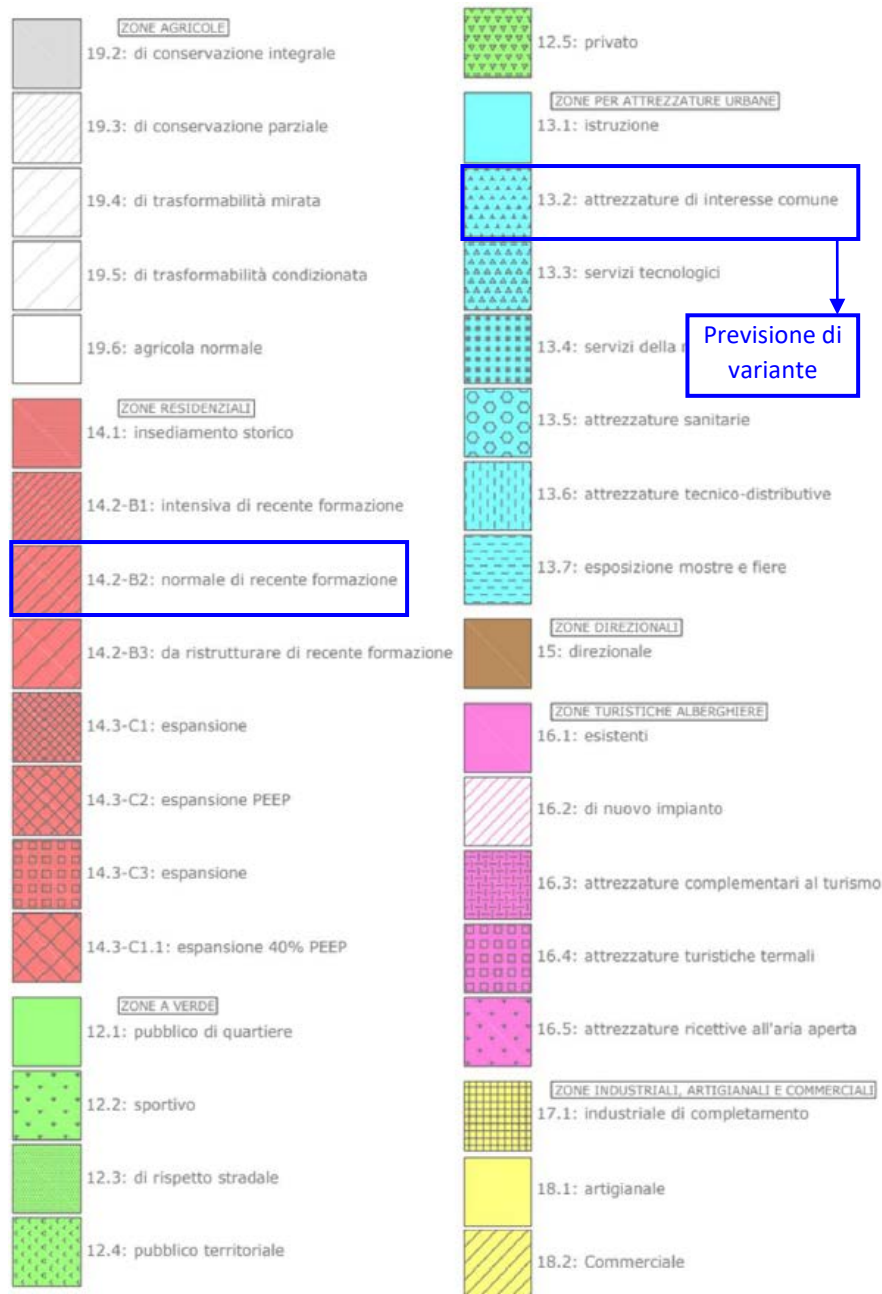 ZONE AGRICOLE
19.2: di conservazione integrale
19.3: di conservazione parziale
19.4: di trasformabilità mirata
19.5: di trasformabilità condizionata
19.6: agricola normale
ZONE RESIDENZIALI
14.1: insediamento storico
14.2-B1: intensiva di recente formazione
14.2-B2: normale di recente formazione
14.2-B3: da ristrutturare di recente formazione
14.3-C1: espansione
14.3-C2: espansione PEEP
14.3-C3: espansione
14.3-C1.1: espansione 40% PEEP
ZONE A VERDE
12.1: pubblico di quartiere
12.2: sportivo
12.3: di rispetto stradale
12.4: pubblico territoriale
12.5: privato
ZONE PER ATTREZZATURE URBANE
13.1: istruzione
13.2: attrezzature di interesse comune
13.3: servizi tecnologici
13.4: servizi della
Previsione di
variante
13.5: attrezzature sanitarie
13.6: attrezzature tecnico-distributive
13.7: esposizione mostre e fiere
ZONE DIREZIONALI
15: direzionale
ZONE TURISTICHE ALBERGHIERE
16.1: esistenti
16.2: di nuovo impianto
16.3: attrezzature complementari al turismo
16.4: attrezzature turistiche termali
16.5: attrezzature ricettive all'aria aperta
ZONE INDUSTRIALI, ARTIGIANALI E COMMERCIALI
17.1: industriale di completamento
18.1: artigianale
18.2: Commerciale